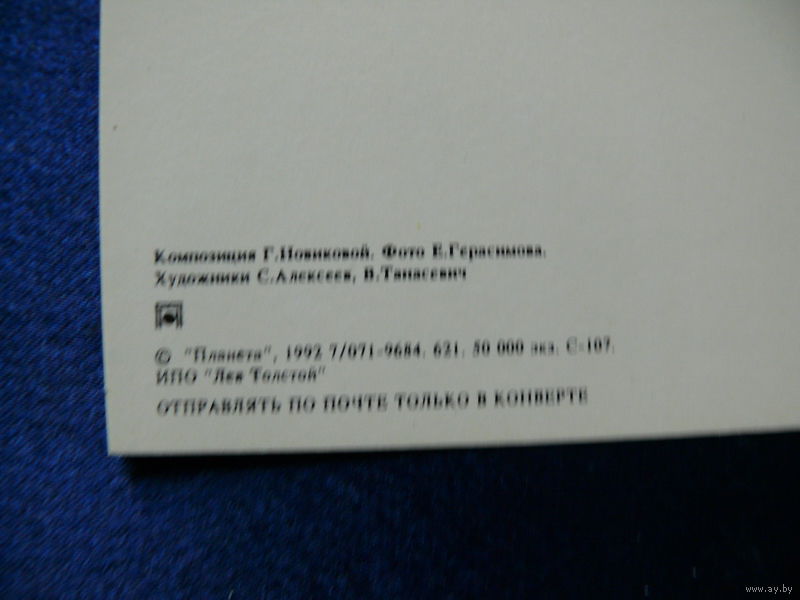 Композиция Г.Новиковой. Фото Е.Герасимова.
Художники С.Алексеев, В.Танасевич
© "Планета", 1992 7/071-9684. 621. 50 000 экз. С-107.
ИПО "Лев Толстой"
ОТПРАВЛЯТЬ ПО ПОЧТЕ ТОЛЬКО В КОНВЕРТЕ
www.ay.by